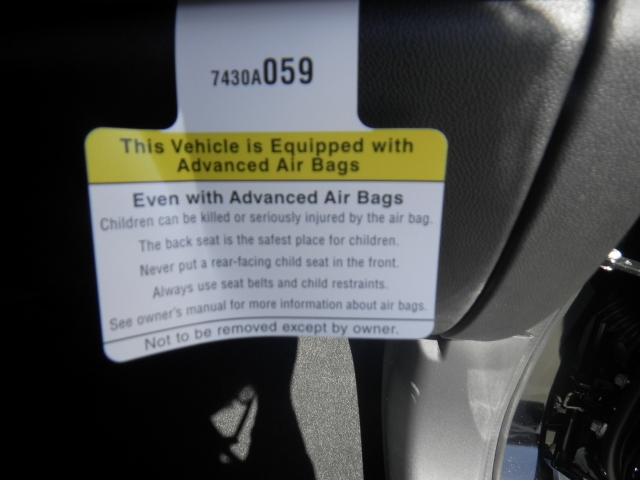 7430A059
This Vehicle is Equipped with
Advanced Air Bags
Even with Advanced Air Bags
Children can be killed or seriously injured by the air bag.
The back seat is the safest place for children.
Never put a rear-facing child seat in the front.
Always use seat belts and child restraints.
See owner's manual for more information about air bags.
Not to be removed except by owner.